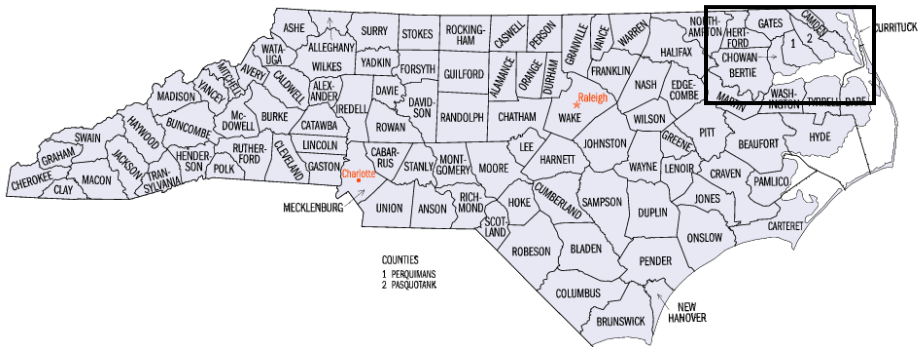 ASHE
ALLEGHANY
SURRY
STOKES
ROCKING-
HAM
CASWELL
PERSON
GRANVILLE
VANCE
WARREN
NORTH-
AMPTON
HERT-
FORD
GATES
CAMDEN
CURRITUCK
WATA-
UGA
WILKES
YADKIN
FORSYTH
GUILFORD
ALAMANCE
ORANGE
DURHAM
FRANKLIN
HALIFAX
CHOWAN
BERTIE
1
2
MITCHELL
AVERY
CALDWELL
ALEX-
ANDER
IREDELL
DAVIE
DAVID-
SON
RANDOLPH
CHATHAM
Raleigh
WAKE
NASH
EDGE-
COMBE
MARTIN
WASH-
INGTON
TYRRELL
DARE
MADISON
YANCEY
Mc-
DOWELL
BURKE
CATAWBA
ROWAN
WILSON
PITT
BEAUFORT
HYDE
SWAIN
HAYWOOD
BUNCOMBE
RUTHER-
FORD
CLEVELAND
LINCOLN
GASTON
CABAR-
RUS
STANLY
MONT-
GOMERY
MOORE
LEE
HARNETT
JOHNSTON
WAYNE
GREENE
LENOIR
CRAVEN
PAMLICO
GRAHAM
CHEROKEE
CLAY
MACON
JACKSON
TRAN-
SYLVANIA
HENDER
SON
POLK
Charlotte
MECKLENBURG
UNION
ANSON
RICH-
MOND
SCOT-
LAND
HOKE
CUMBERLAND
SAMPSON
DUPLIN
JONES
CARTERET
ONSLOW
ROBESON
BLADEN
PENDER
COLUMBUS
BRUNSWICK
NEW
HANOVER
COUNTIES
1 PERQUIMANS
2 PASQUOTANK